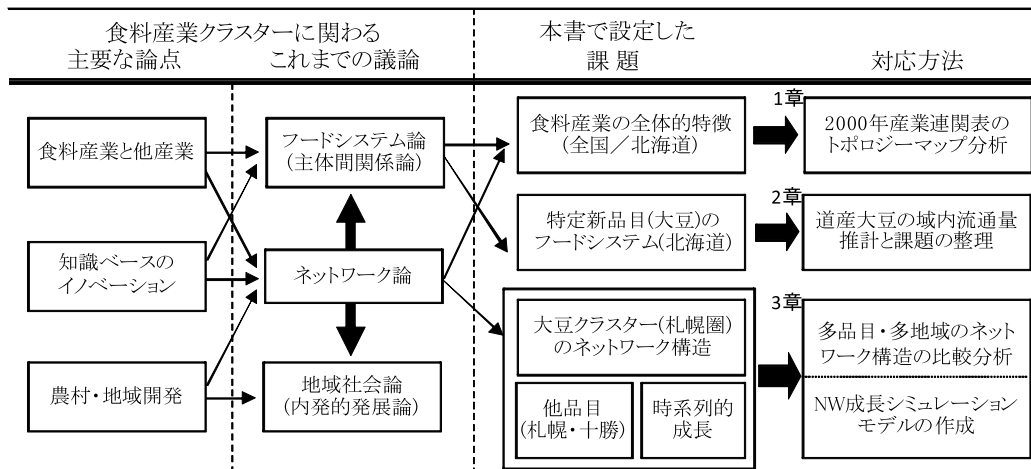 食料産業クラスターに関わる
主要な論点
これまでの議論
本書で設定した
課 題
対応方法
食料産業と他産業
知識ベースの
イノベーション
農村・地域開発
フードシステム論
(主体間関係論)
ネットワーク論
地域社会論
(内発的発展論)
食料産業の全体的特徴
(全国／北海道)
特定新品目(大豆)の
フードシステム(北海道)
大豆クラスター(札幌圏)
のネットワーク構造
他品目
(札幌・十勝)
時系列的
成長
1章
2000年産業連関表の
トポロジーマップ分析
2章
道産大豆の域内流通量
推計と課題の整理
3章
多品目・多地域のネット
ワーク構造の比較分析
NW成長シミュレーション
モデルの作成